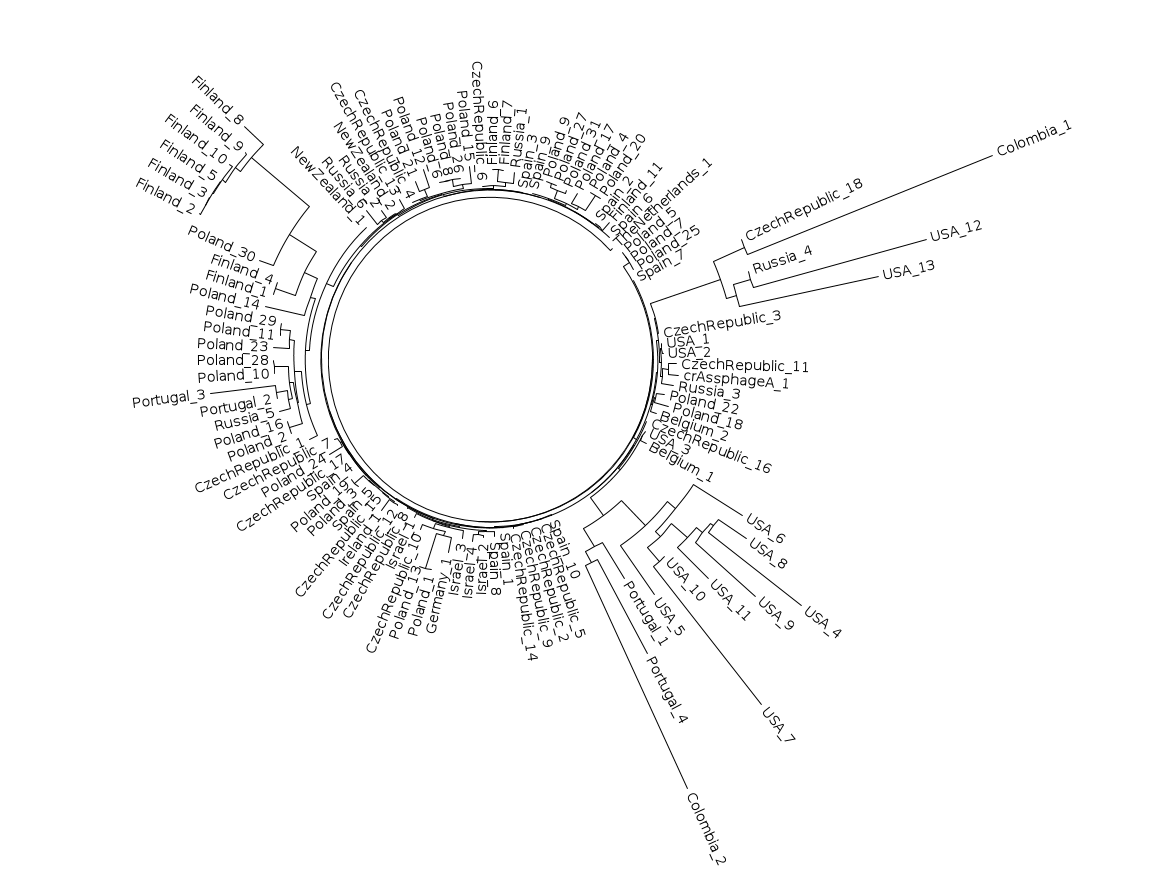 Colombia_1
CzechRepublic_18
USA_12
Russia_4
USA_13
CzechRepublic_3
USA_1
USA_2
CzechRepublic_11
crAssphageA_1
Russia_3
Poland_22
Poland_18
Belgium_2
CzechRepublic_16
USA_3
Belgium_1
USA_6
USA_8
USA_4
USA_9
USA_11
USA_10
USA_7
USA_5
Portugal_1
Portugal_4
Colombia_2
Spain_10
CzechRepublic_5
CzechRepublic_2
CzechRepublic_9
CzechRepublic_14
Spain_1
Spain_8
Israel_2
Israel_4
Israel_3
Germany_1
Poland_1
Poland_13
CzechRepublic_10
Israel_1
CzechRepublic_8
CzechRepublic_12
Ireland_1
CzechRepublic_15
Spain_5
Poland_3
Poland_19
Spain_4
CzechRepublic_17
Poland_24
CzechRepublic_7
CzechRepublic_1
Poland_2
Poland_16
Russia_5
Portugal_2
Portugal_3
Poland_10
Poland_28
Poland_23
Poland_11
Poland_29
Poland_14
Finland_1
Finland_4
Poland_30
Finland_2
Finland_3
Finland_5
Finland_10
Finland_9
Finland_8
NewZealand_1
Russia_6
Russia_2
NewZealand_2
CzechRepublic_13
CzechRepublic_4
Poland_21
Poland_12
Poland_6
Poland_8
Poland_26
Poland_15
CzechRepublic_6
Finland_7
Russia_1
Spain_3
Spain_9
Poland_9
Poland_27
Poland_31
Poland_17
Poland_4
Poland_20
Spain_2
Finland_11
Spain_6
TheNetherlands_1
Poland_5
Poland_7
Poland_25
Spain_7